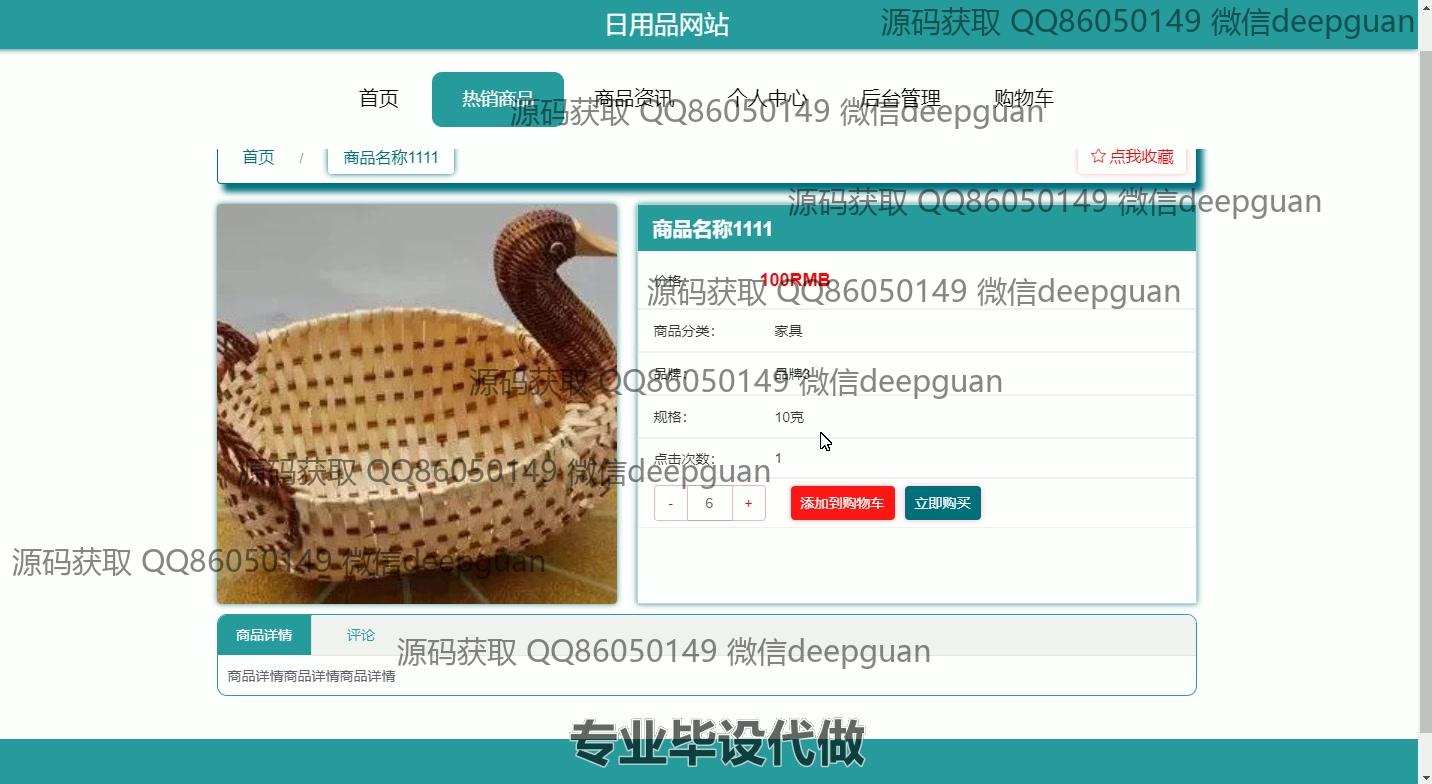 日用品网站
源码获取 QQ86050149 微信deepguan
首页 热销商品 商品资讯 个人中心 后台管理 购物车
源码获取 QQ86050149 微信deepguan
首页 / 商品名称1111 ☆点我收藏
源码获取 QQ86050149 微信deepguan
商品名称1111
价格: 100RMB
源码获取 QQ86050149 微信deepguan
商品分类: 家具
品牌: 品牌3
源码获取 QQ86050149 微信deepguan
规格: 10克
点击次数: 1
源码获取 QQ86050149 微信deepguan
- 6 + 添加到购物车 立即购买
源码获取 QQ86050149 微信deepguan
商品详情 评论
源码获取 QQ86050149 微信deepguan
商品详情商品详情商品详情
专业毕设代做